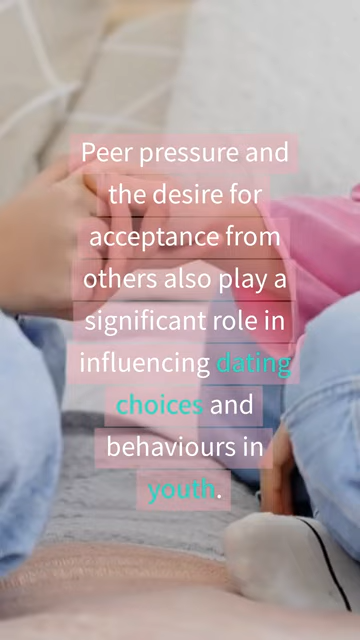 Peer pressure and
the desire for
acceptance from
others also play a
significant role in
influencing dating
choices and
behaviours in
youth.